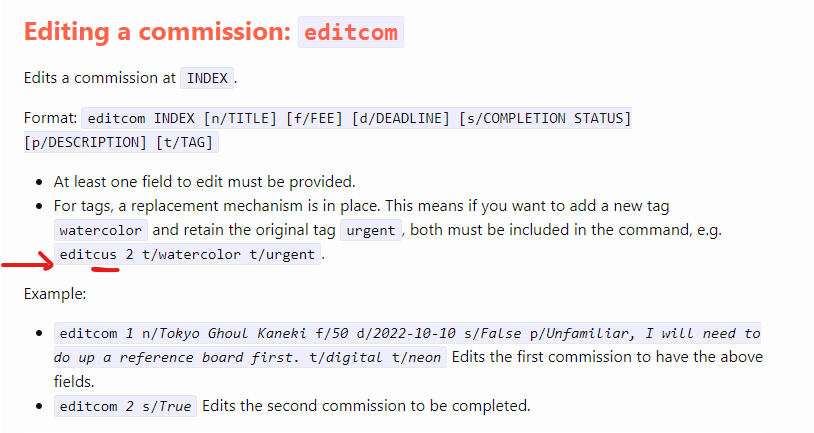 Editing a commission: editcom
Edits a commission at INDEX.
Format: editcom INDEX [n/TITLE] [f/FEE] [d/DEADLINE] [s/COMPLETION STATUS]
[p/DESCRIPTION] [t/TAG]
• At least one field to edit must be provided.
• For tags, a replacement mechanism is in place. This means if you want to add a new tag
watercolor and retain the original tag urgent, both must be included in the command, e.g.
editcus 2 t/watercolor t/urgent.
Example:
• editcom 1 n/Tokyo Ghoul Kaneki f/50 d/2022-10-10 s/False p/Unfamiliar, I will need to
do up a reference board first. t/digital t/neon Edits the first commission to have the above
fields.
• editcom 2 s/True Edits the second commission to be completed.